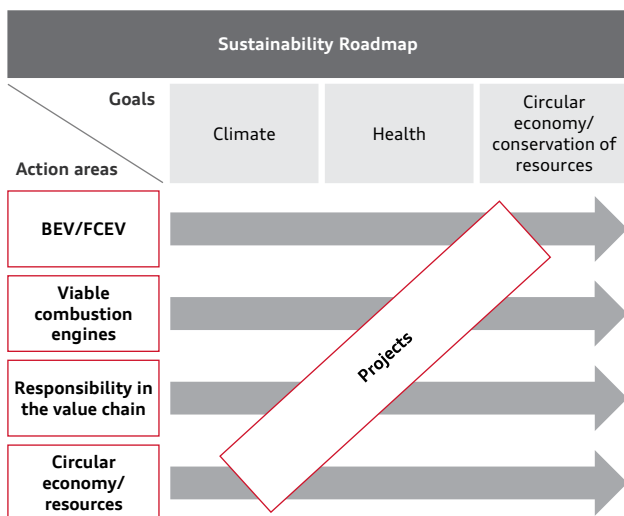 Sustainability Roadmap
Goals
Action areas
Climate
Health
Circular
economy/
conservation of
resources
BEV/FCEV
Viable
combustion
engines
Responsibility in
the value chain
Circular
economy/
resources
Projects